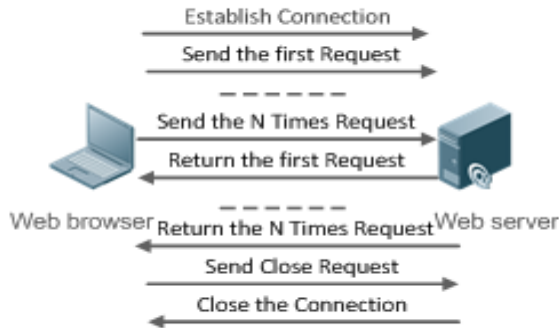 Establish Connection
Send the first Request
Send the N Times Request
Return the first Request
Web browser
Web server
Return the N Times Request
Send Close Request
Close the Connection